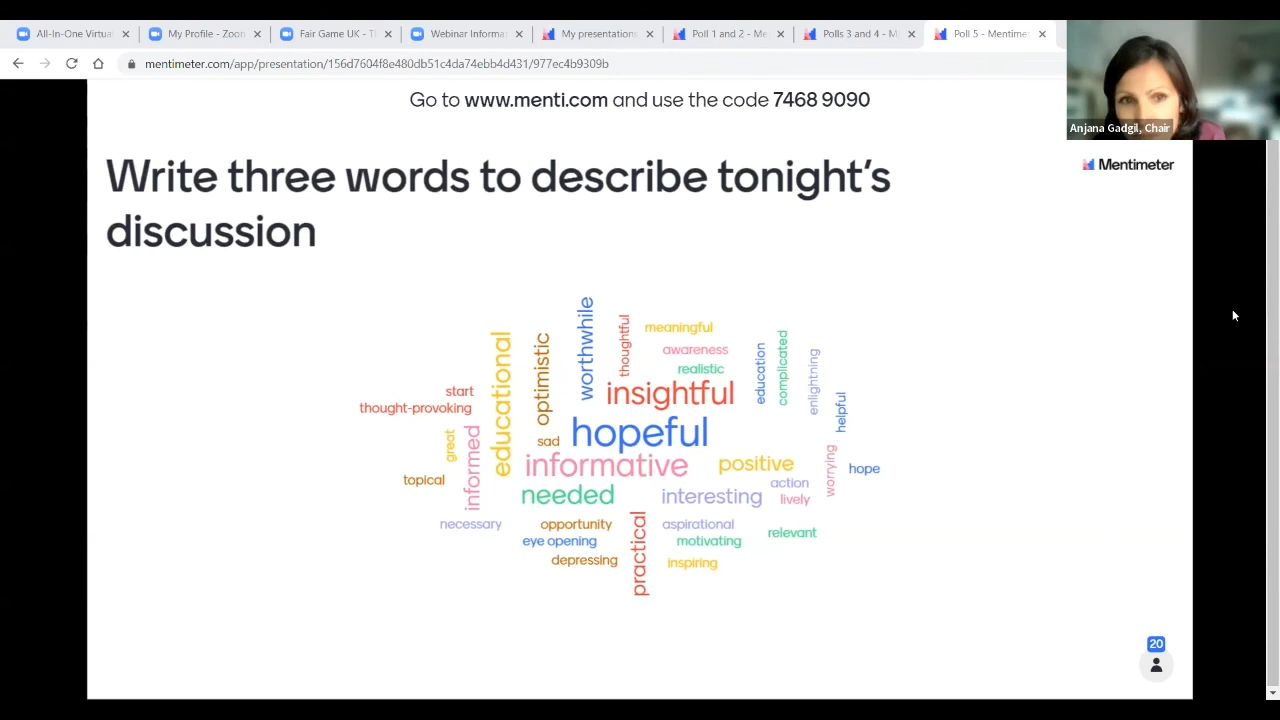 All-In-One Virtua
My Profile - Zoom
Fair Game UK - T
Webinar Informa
My presentations
Poll 1 and 2 - Me
Polls 3 and 4 - M
Poll 5 - Mentime
mentimeter.com/app/presentation/156d7604f8e480db51c4da74ebb4d431/977ec4b9309b
Go to www.menti.com and use the code 7468 9090
Anjana Gadgil, Chair
Mentimeter
Write three words to describe tonight's
discussion
worthwhile
thoughtful
meaningful
educational
optimistic
awareness
education
complicated
realistic
enlightning
start
insightful
helpful
thought-provoking
hopeful
great
informed
sad
informative
positive
worrying
hope
topical
needed
interesting
action
lively
necessary
opportunity
practical
aspirational
relevant
eye opening
motivating
depressing
inspiring
20